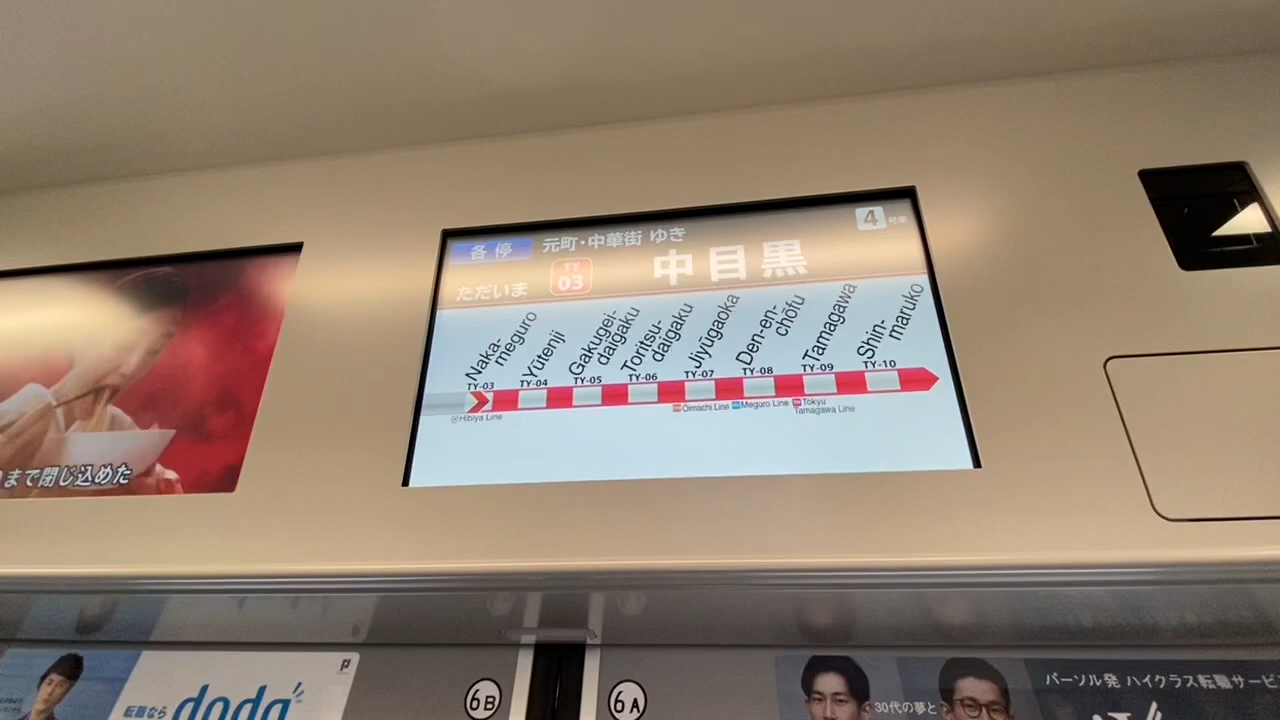 各停
元町・中華街 ゆき
4号車
ただいま
TY
03
中目黒
Naka-
meguro
Yūtenji
Gakugei-
daigaku
Toritsu-
daigaku
Jiyūgaoka
Den-en-
chōfu
Tamagawa
Shin-
maruko
TY-03
TY-04
TY-05
TY-06
TY-07
TY-08
TY-09
TY-10
Hibiya Line
Ōimachi Line
Meguro Line
Tokyu
Tamagawa Line
まで閉じ込めた
転職なら
doda
6B
6A
30代の夢と
パーソル発 ハイクラス転職サービ